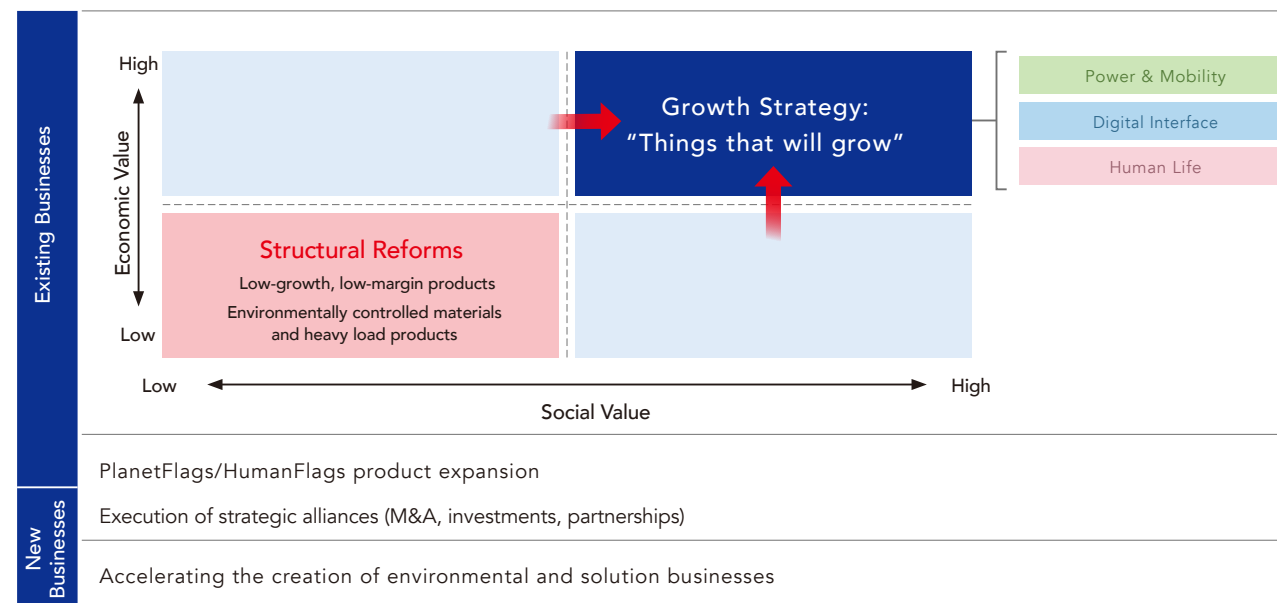 Existing Businesses
High
Economic Value
Low
Growth Strategy:
“Things that will grow”
Power & Mobility
Digital Interface
Human Life
Structural Reforms
Low-growth, low-margin products
Environmentally controlled materials
and heavy load products
Low
High
Social Value
PlanetFlags/HumanFlags product expansion
New
Businesses
Execution of strategic alliances (M&A, investments, partnerships)
Accelerating the creation of environmental and solution businesses